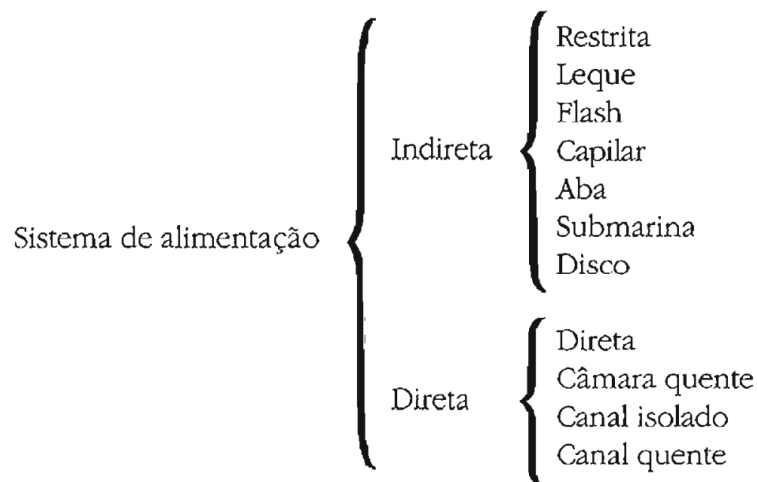 Sistema de alimentação
Indireta
Restrita
Leque
Flash
Capilar
Aba
Submarina
Disco
Direta
Direta
Câmara quente
Canal isolado
Canal quente